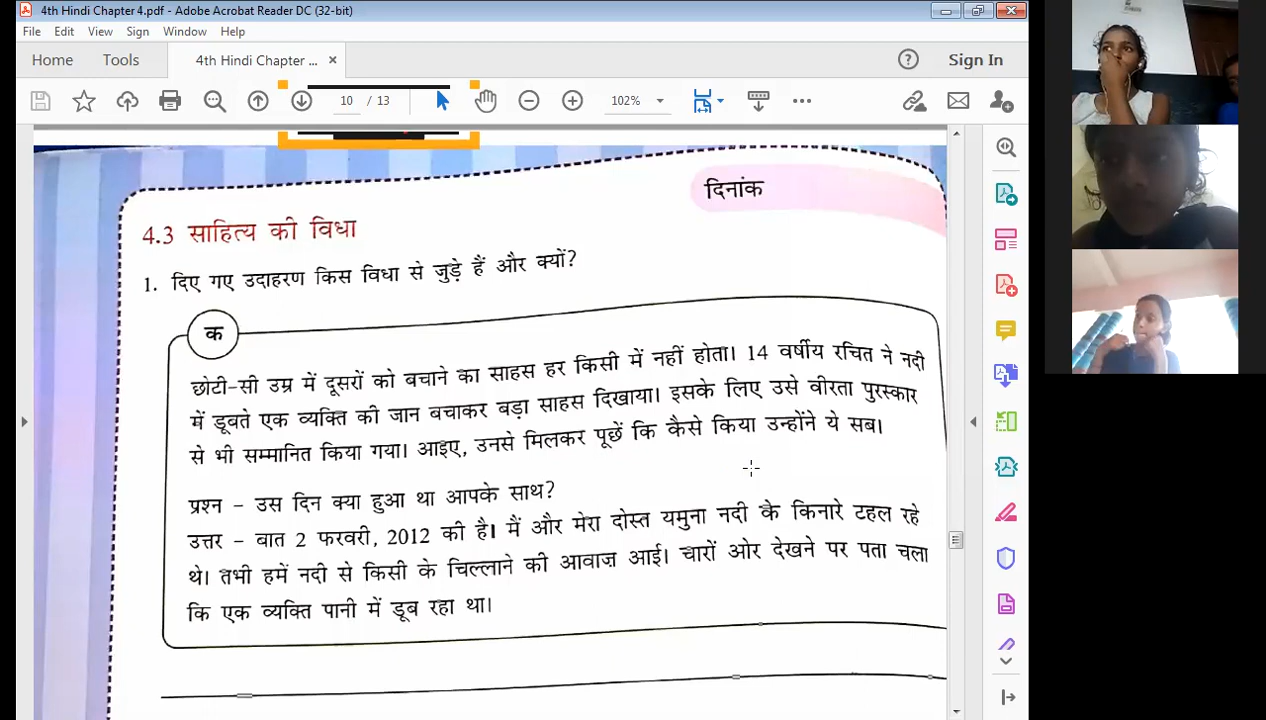 4th Hindi Chapter 4.pdf - Adobe Acrobat Reader DC (32-bit)
File Edit View Sign Window Help
Home Tools 4th Hindi Chapter ... × Sign In
10 / 13 102%
दिनांक
4.3 साहित्य की विधा
1. दिए गए उदाहरण किस विधा से जुड़े हैं और क्यों?
क
छोटी-सी उम्र में दूसरों को बचाने का साहस हर किसी में नहीं होता। 14 वर्षीय रचित ने नदी
में डूबते एक व्यक्ति की जान बचाकर बड़ा साहस दिखाया। इसके लिए उसे वीरता पुरस्कार
से भी सम्मानित किया गया। आइए, उनसे मिलकर पूछें कि कैसे किया उन्होंने ये सब।
प्रश्न – उस दिन क्या हुआ था आपके साथ?
उत्तर – बात 2 फरवरी, 2012 की है। मैं और मेरा दोस्त यमुना नदी के किनारे टहल रहे
थे। तभी हमें नदी से किसी के चिल्लाने की आवाज़ आई। चारों ओर देखने पर पता चला
कि एक व्यक्ति पानी में डूब रहा था।